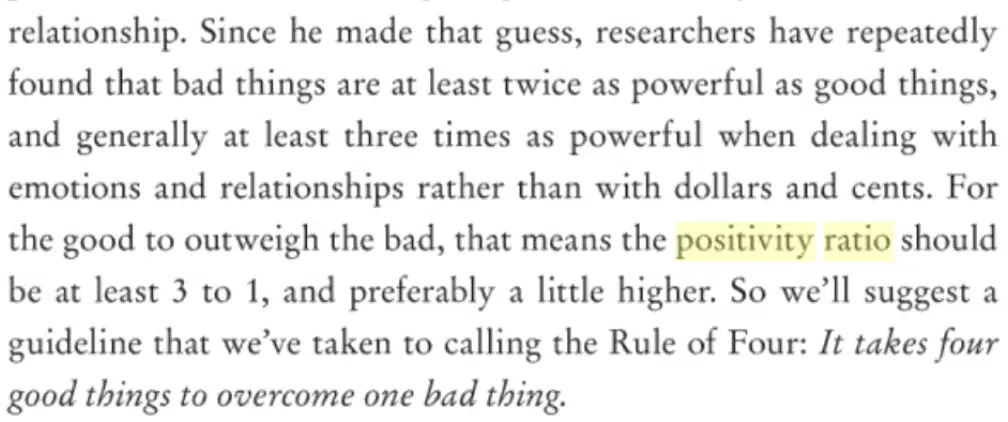 relationship. Since he made that guess, researchers have repeatedly
found that bad things are at least twice as powerful as good things,
and generally at least three times as powerful when dealing with
emotions and relationships rather than with dollars and cents. For
the good to outweigh the bad, that means the positivity ratio should
be at least 3 to 1, and preferably a little higher. So we’ll suggest a
guideline that we’ve taken to calling the Rule of Four: It takes four
good things to overcome one bad thing.